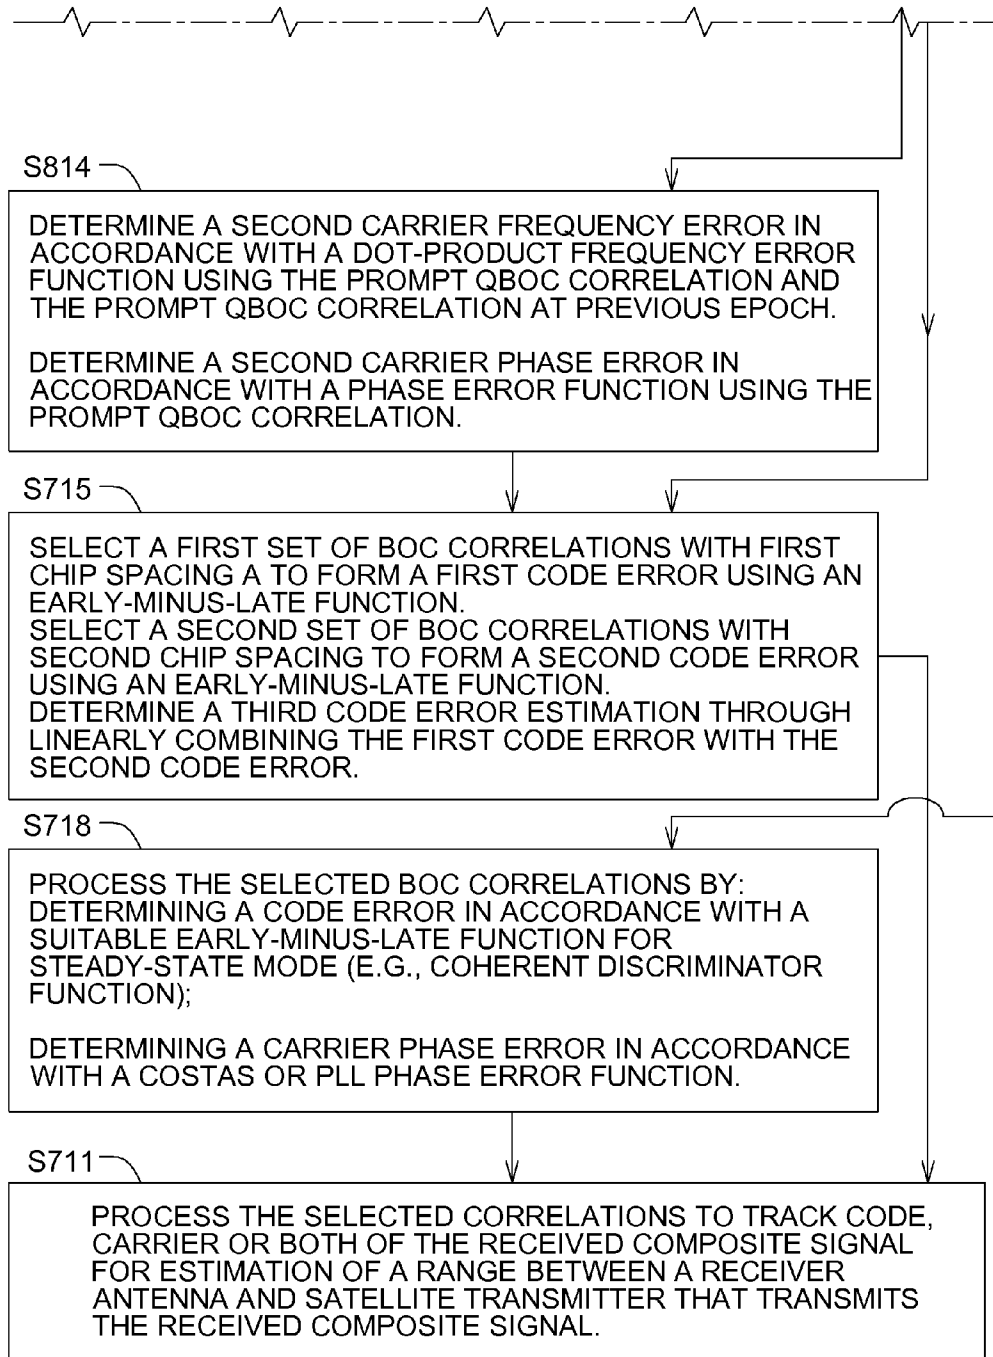 S814
DETERMINE A SECOND CARRIER FREQUENCY ERROR IN
ACCORDANCE WITH A DOT-PRODUCT FREQUENCY ERROR
FUNCTION USING THE PROMPT QBOC CORRELATION AND
THE PROMPT QBOC CORRELATION AT PREVIOUS EPOCH.
DETERMINE A SECOND CARRIER PHASE ERROR IN
ACCORDANCE WITH A PHASE ERROR FUNCTION USING THE
PROMPT QBOC CORRELATION.
S715
SELECT A FIRST SET OF BOC CORRELATIONS WITH FIRST
CHIP SPACING A TO FORM A FIRST CODE ERROR USING AN
EARLY-MINUS-LATE FUNCTION.
SELECT A SECOND SET OF BOC CORRELATIONS WITH
SECOND CHIP SPACING TO FORM A SECOND CODE ERROR
USING AN EARLY-MINUS-LATE FUNCTION.
DETERMINE A THIRD CODE ERROR ESTIMATION THROUGH
LINEARLY COMBINING THE FIRST CODE ERROR WITH THE
SECOND CODE ERROR.
S718
PROCESS THE SELECTED BOC CORRELATIONS BY:
DETERMINING A CODE ERROR IN ACCORDANCE WITH A
SUITABLE EARLY-MINUS-LATE FUNCTION FOR
STEADY-STATE MODE (E.G., COHERENT DISCRIMINATOR
FUNCTION);
DETERMINING A CARRIER PHASE ERROR IN ACCORDANCE
WITH A COSTAS OR PLL PHASE ERROR FUNCTION.
S711
PROCESS THE SELECTED CORRELATIONS TO TRACK CODE,
CARRIER OR BOTH OF THE RECEIVED COMPOSITE SIGNAL
FOR ESTIMATION OF A RANGE BETWEEN A RECEIVER
ANTENNA AND SATELLITE TRANSMITTER THAT TRANSMITS
THE RECEIVED COMPOSITE SIGNAL.